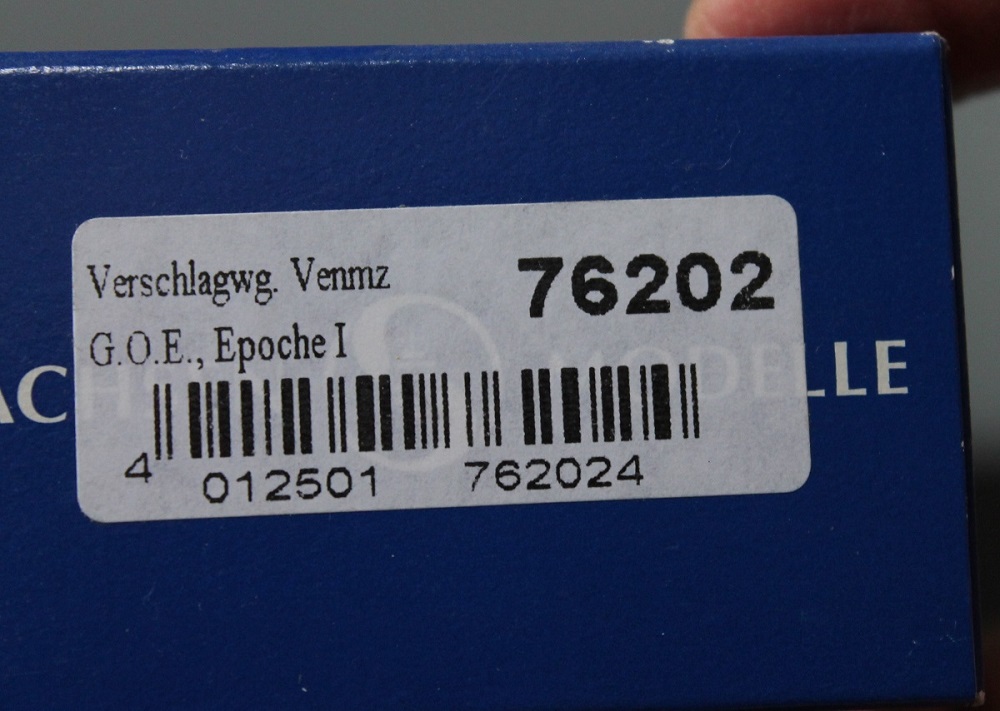 Verschlagwg. Venmz
76202
G.O.E., Epoche I
4 012501 762024